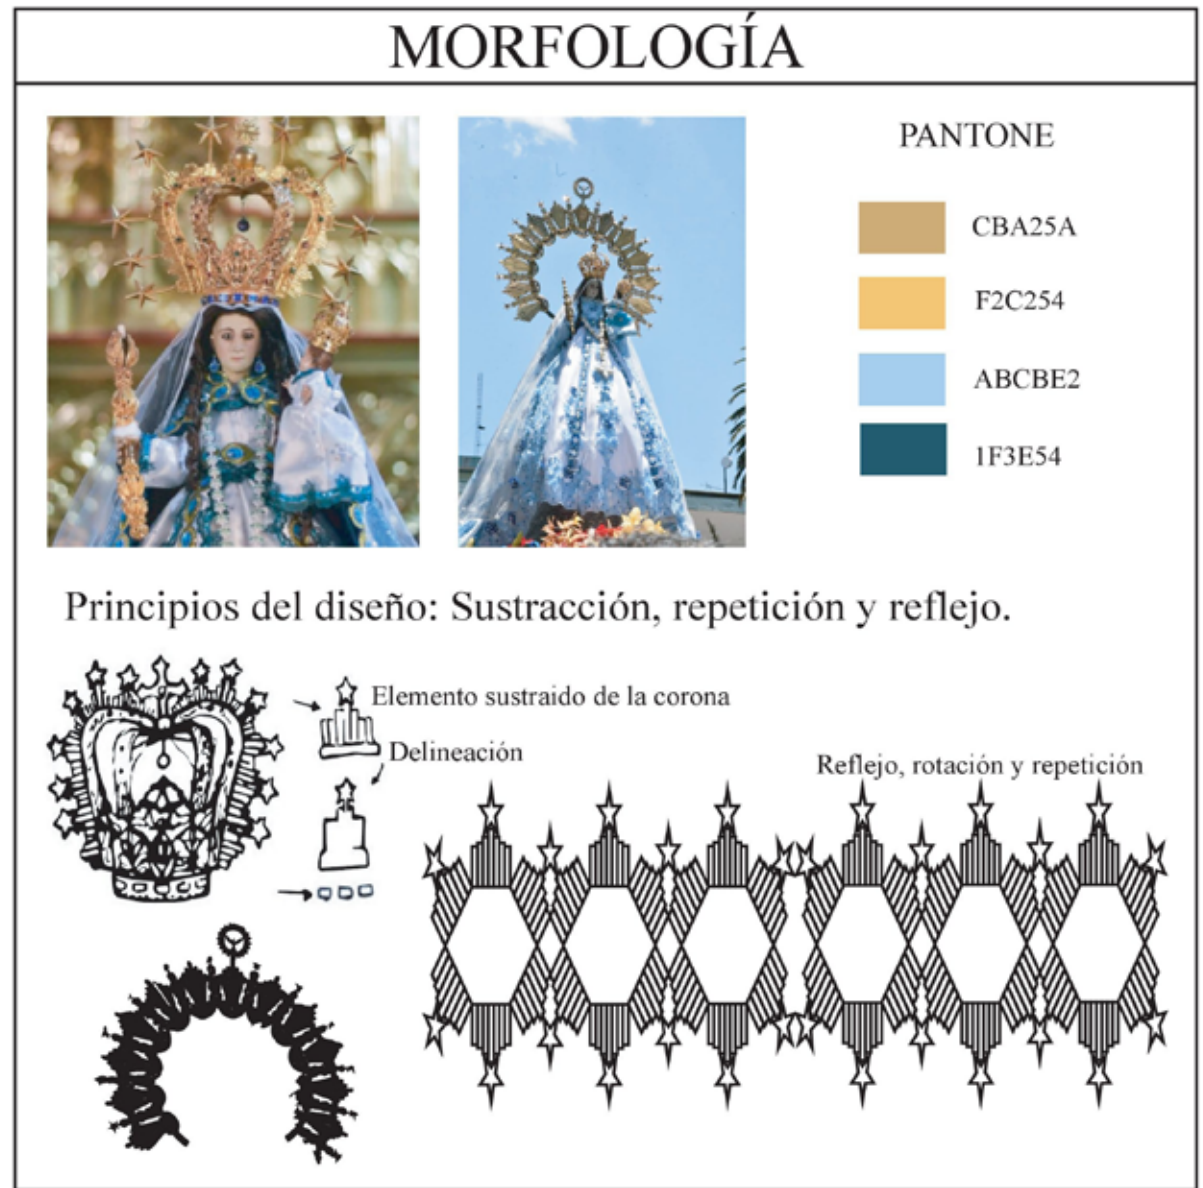 MORFOLOGÍA
PANTONE
CBA25A
F2C254
ABCBE2
1F3E54
Principios del diseño: Sustracción, repetición y reflejo.
Elemento sustraido de la corona
Delineación
Reflejo, rotación y repetición